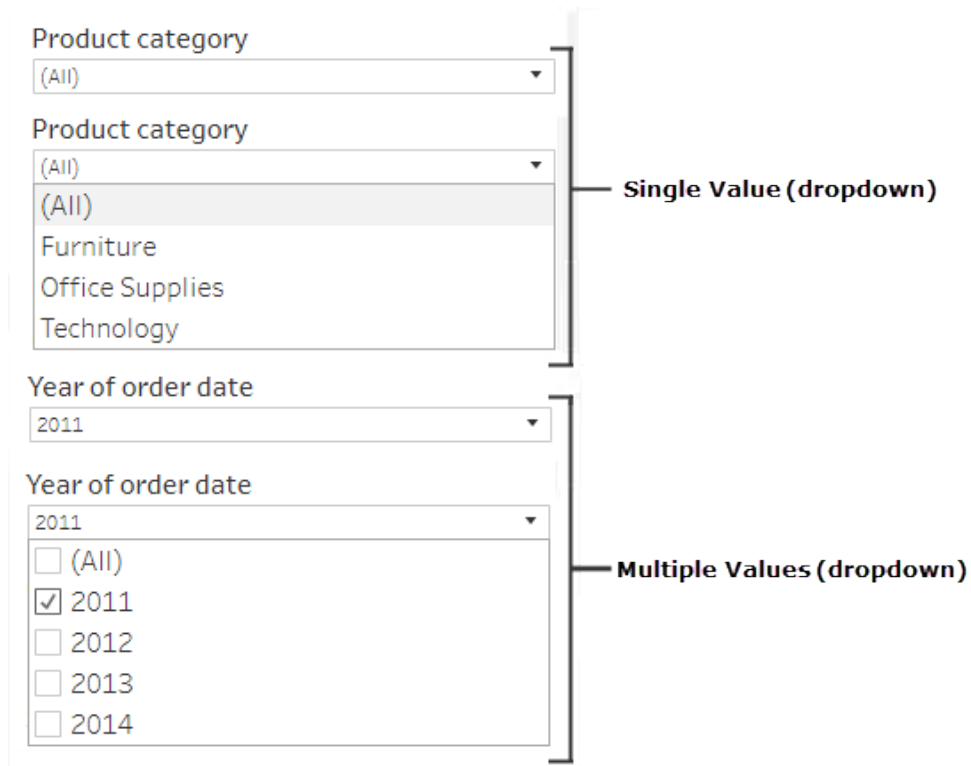 Product category
(All)
Product category
(All)
(All)
Furniture
Office Supplies
Technology
Single Value (dropdown)
Year of order date
2011
Year of order date
2011
(All)
2011
2012
2013
2014
Multiple Values (dropdown)